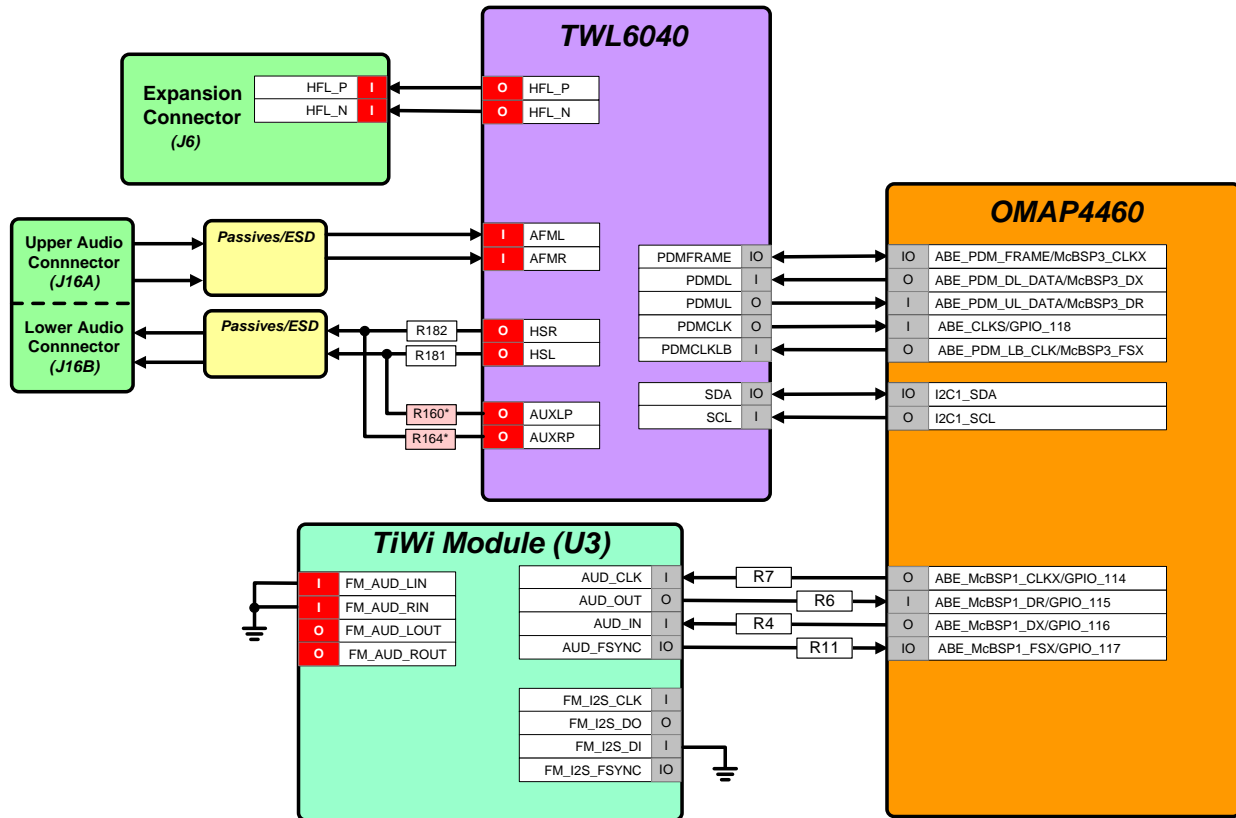 TWL6040
Expansion
Connector
(J6)
HFL_P I
HFL_N I
O HFL_P
O HFL_N
Upper Audio
Connnector
(J16A)
Lower Audio
Connnector
(J16B)
Passives/ESD
Passives/ESD
I AFML
I AFMR
R182
R181
O HSR
O HSL
R160*
R164*
O AUXLP
O AUXRP
PDMFRAME IO
PDMDL I
PDMUL O
PDMCLK O
PDMCLKLB I
SDA IO
SCL I
OMAP4460
IO ABE_PDM_FRAME/McBSP3_CLKX
O ABE_PDM_DL_DATA/McBSP3_DX
I ABE_PDM_UL_DATA/McBSP3_DR
I ABE_CLKS/GPIO_118
O ABE_PDM_LB_CLK/McBSP3_FSX
IO I2C1_SDA
O I2C1_SCL
TiWi Module (U3)
I FM_AUD_LIN
I FM_AUD_RIN
O FM_AUD_LOUT
O FM_AUD_ROUT
AUD_CLK I
AUD_OUT O
AUD_IN I
AUD_FSYNC IO
R7
R6
R4
R11
O ABE_McBSP1_CLKX/GPIO_114
I ABE_McBSP1_DR/GPIO_115
O ABE_McBSP1_DX/GPIO_116
IO ABE_McBSP1_FSX/GPIO_117
FM_I2S_CLK I
FM_I2S_DO O
FM_I2S_DI I
FM_I2S_FSYNC IO